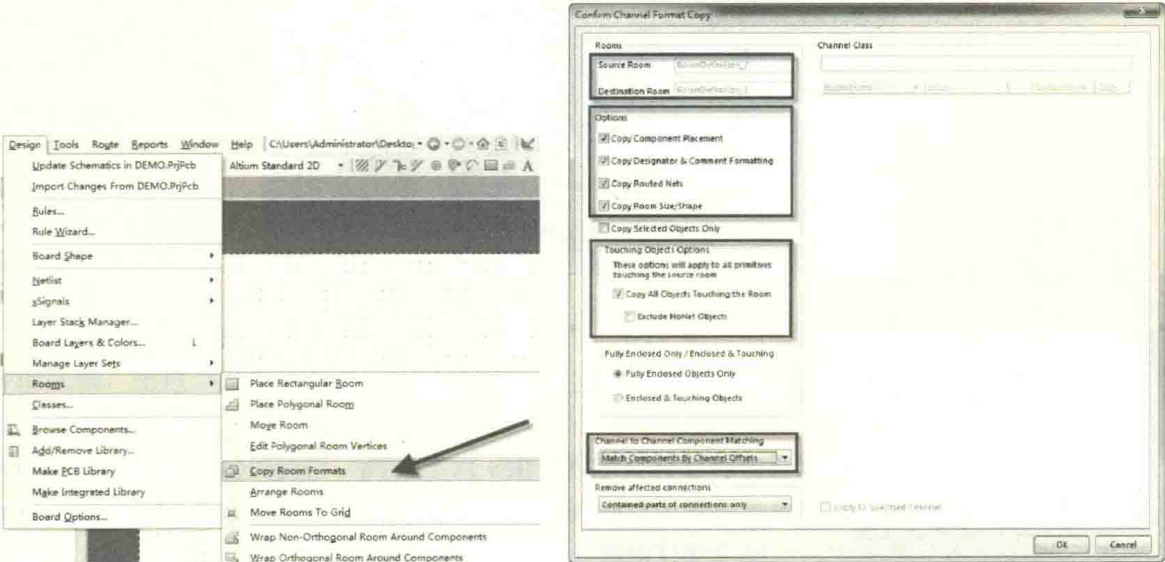 Design Tools Route Reports Window Help C:\Users\Administrator\Desktop
Update Schematics in DEMO.PrjPcb
Altium Standard 2D
Import Changes From DEMO.PrjPcb
Rules...
Rule Wizard...
Board Shape
Netlist
xSignals
Layer Stack Manager...
Board Layers & Colors... L
Manage Layer Sets
Rooms
Classes...
Browse Components...
Add/Remove Library...
Make PCB Library
Make Integrated Library
Board Options...
Place Rectangular Room
Place Polygonal Room
Move Room
Edit Polygonal Room Vertices
Copy Room Formats
Arrange Rooms
Move Rooms To Grid
Wrap Non-Orthogonal Room Around Components
Wrap Orthogonal Room Around Components
Confirm Channel Format Copy
Rooms
Source Room
Destination Room
Options
Copy Component Placement
Copy Designator & Comment Formatting
Copy Routed Nets
Copy Room Size/Shape
Copy Selected Objects Only
Touching Objects Options
These options will apply to all primitives
touching the source room
Copy All Objects Touching the Room
Exclude NoNet Objects
Fully Enclosed Only / Enclosed & Touching
Fully Enclosed Objects Only
Enclosed & Touching Objects
Channel to Channel Component Matching
Match Components By Channel Offsets
Remove affected connections
Contained parts of connections only
Channel Class
OK Cancel